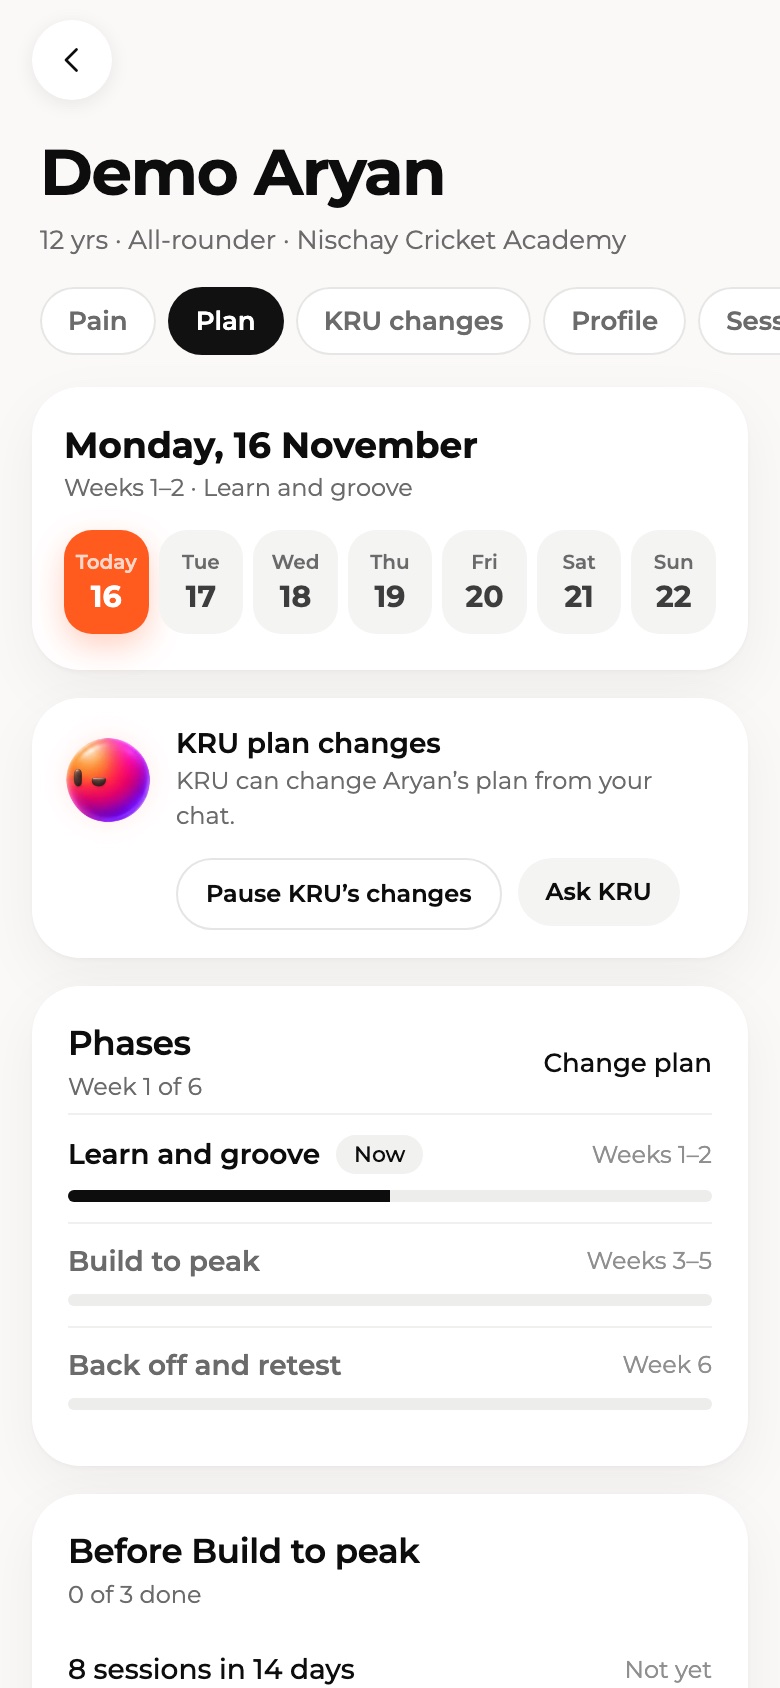 Demo Aryan
12 yrs · All-rounder · Nischay Cricket Academy
Pain
Plan
KRU changes
Profile
Sess
Monday, 16 November
Weeks 1–2 · Learn and groove
Today Tue Wed Thu Fri Sat Sun
16 17 18 19 20 21 22
KRU plan changes
KRU can change Aryan’s plan from your
chat.
Pause KRU’s changes
Ask KRU
Phases
Week 1 of 6
Change plan
Learn and groove Now Weeks 1–2
Build to peak Weeks 3–5
Back off and retest Week 6
Before Build to peak
0 of 3 done
8 sessions in 14 days Not yet